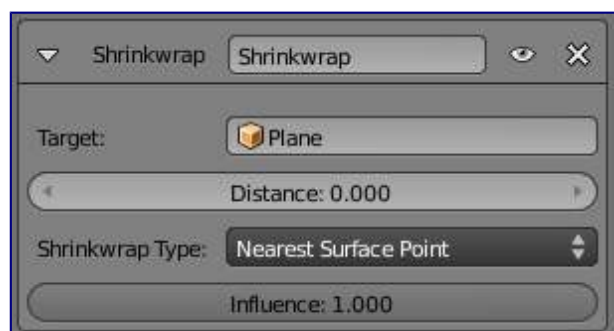 Shrinkwrap Shrinkwrap
Target: Plane
Distance: 0.000
Shrinkwrap Type: Nearest Surface Point
Influence: 1.000